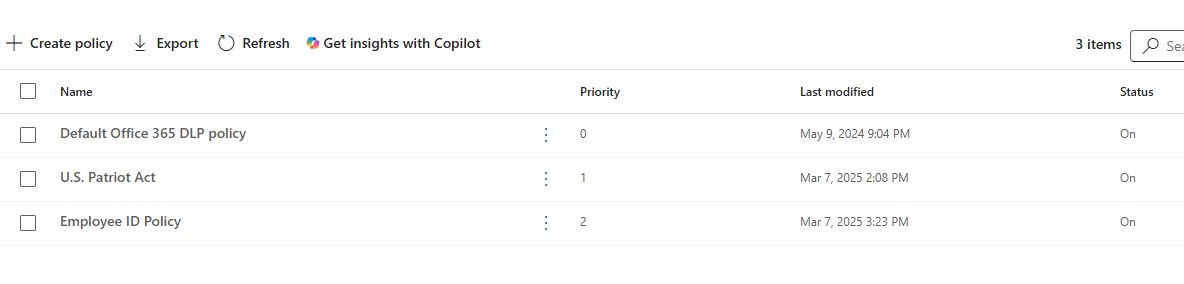 Create policy Export Refresh Get insights with Copilot 3 items
Name Priority Last modified Status
Default Office 365 DLP policy 0 May 9, 2024 9:04 PM On
U.S. Patriot Act 1 Mar 7, 2025 2:08 PM On
Employee ID Policy 2 Mar 7, 2025 3:23 PM On